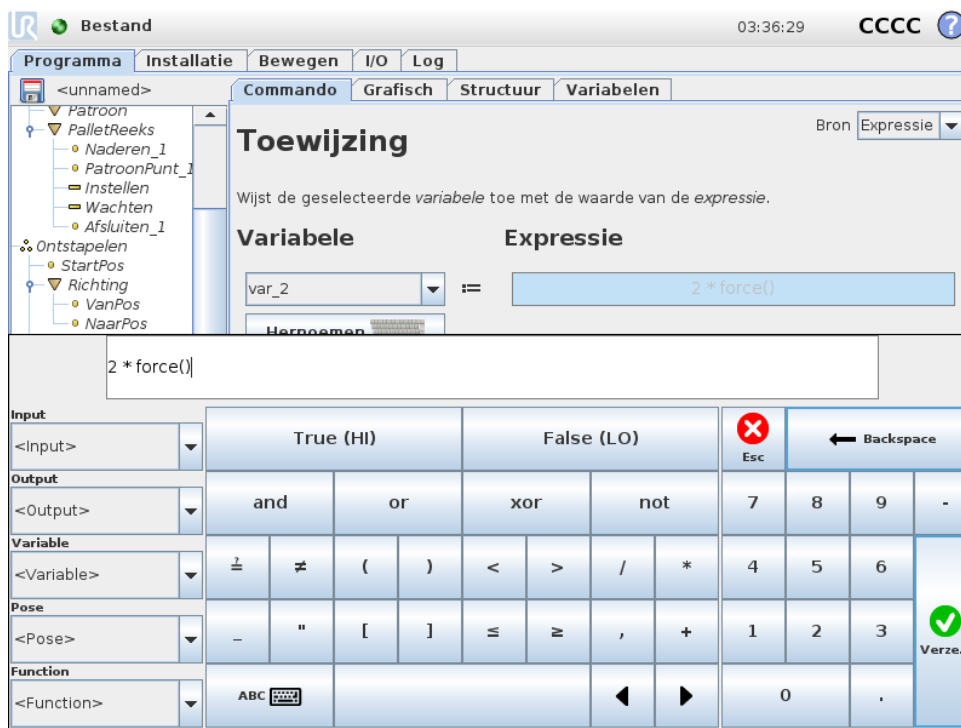 UR Bestand 03:36:29 CCCC ?
Programma Installatie Bewegen I/O Log
<unnamed> Commando Grafisch Structuur Variabelen
Patroon
PalletReeks
Naderen_1
PatroonPunt_1
Instellen
Wachten
Afsluiten_1
Ontstapelen
StartPos
Richting
VanPos
NaarPos
Toewijzing
Bron Expressie
Wijst de geselecteerde variabele toe met de waarde van de expressie.
Variabele Expressie
var_2 := 2 * force()
Hernoemen
2 * force()
Input
<Input>
Output
<Output>
Variable
<Variable>
Pose
<Pose>
Function
<Function>
True (HI) False (LO) Esc Backspace
and or xor not 7 8 9 -
≟ ≠ ( ) < > / * 4 5 6
_ " [ ] ≤ ≥ , + 1 2 3 Verze.
ABC 0 .